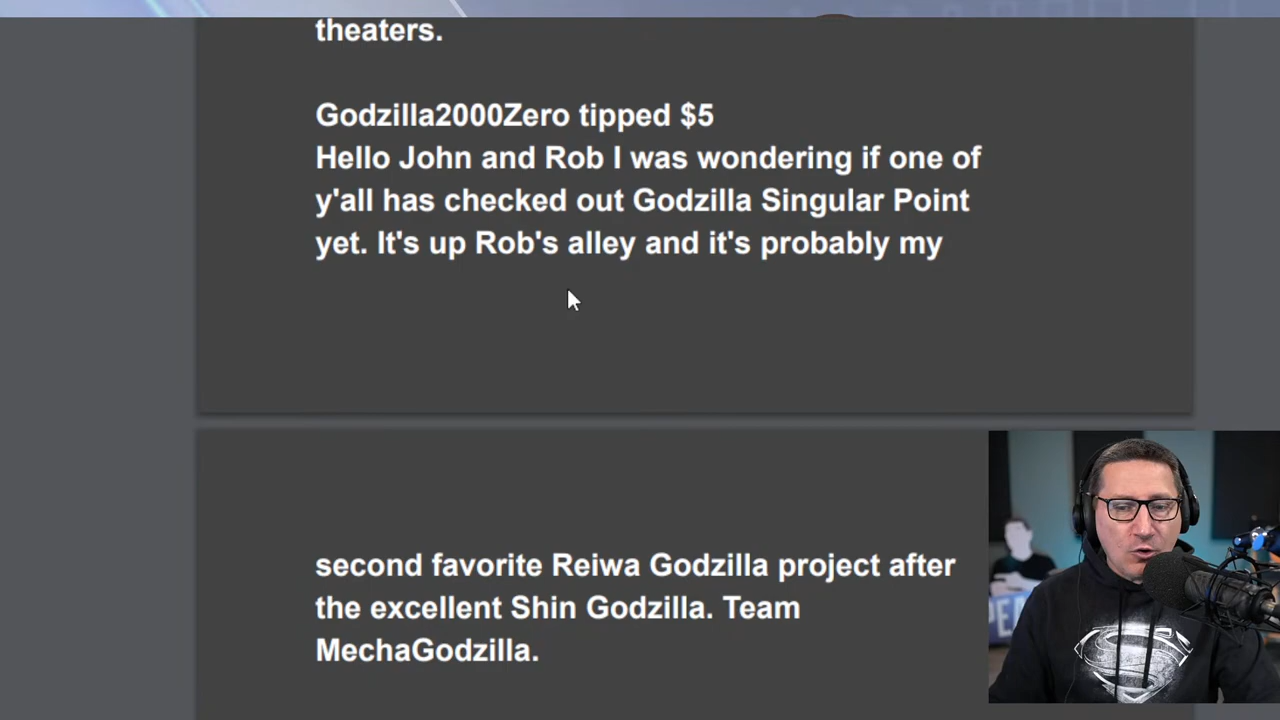 theaters.
Godzilla2000Zero tipped $5
Hello John and Rob I was wondering if one of
y'all has checked out Godzilla Singular Point
yet. It's up Rob's alley and it's probably my
second favorite Reiwa Godzilla project after
the excellent Shin Godzilla. Team
MechaGodzilla.